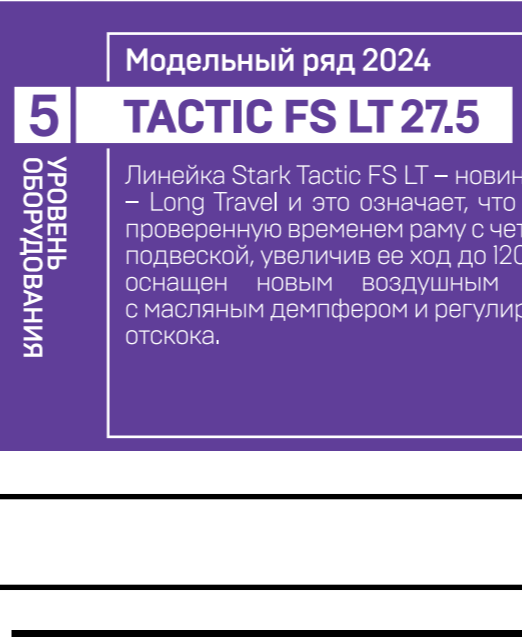 Модельный ряд 2024
5
TACTIC FS LT 27.5
УРОВЕНЬ
ОБОРУДОВАНИЯ
Линейка Stark Tactic FS LT – новин
– Long Travel и это означает, что
проверенную временем раму с чет
подвеской, увеличив ее ход до 120
оснащен новым воздушным
с масляным демпфером и регулир
отскока.